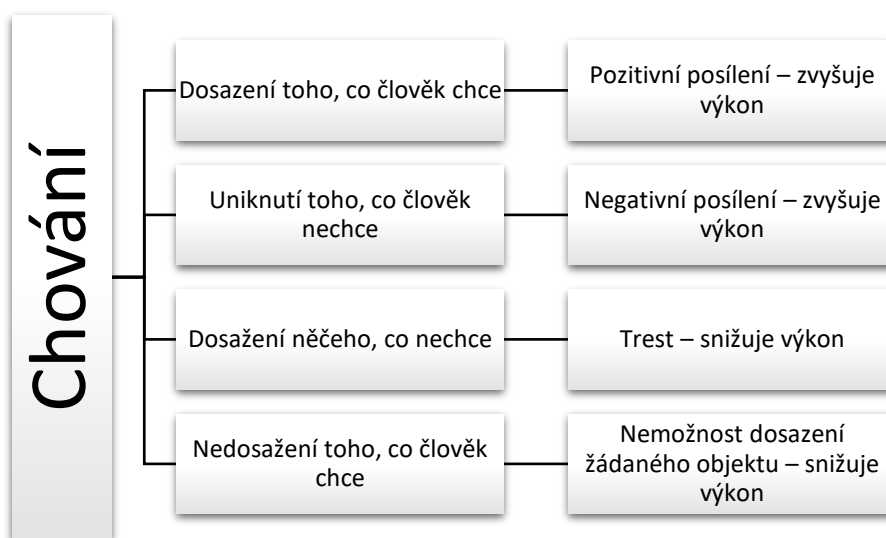 Chování
Dosazení toho, co člověk chce
Pozitivní posílení – zvyšuje
výkon
Uniknutí toho, co člověk
nechce
Negativní posílení – zvyšuje
výkon
Dosažení něčeho, co nechce
Trest – snižuje výkon
Nedosažení toho, co člověk
chce
Nemožnost dosazení
žádaného objektu – snižuje
výkon